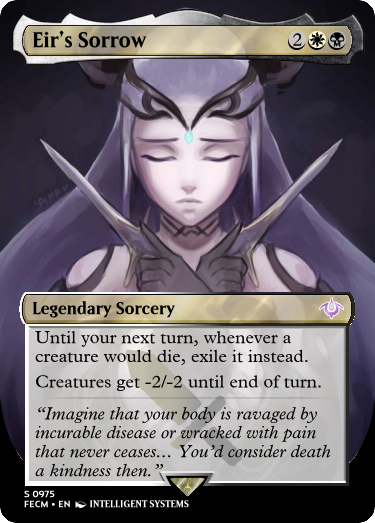 Eir's Sorrow 2
Legendary Sorcery
Until your next turn, whenever a
creature would die, exile it instead.
Creatures get -2/-2 until end of turn.
“Imagine that your body is ravaged by
incurable disease or wracked with pain
that never ceases... You'd consider death
a kindness then.”
S 0975
FECM • EN INTELLIGENT SYSTEMS